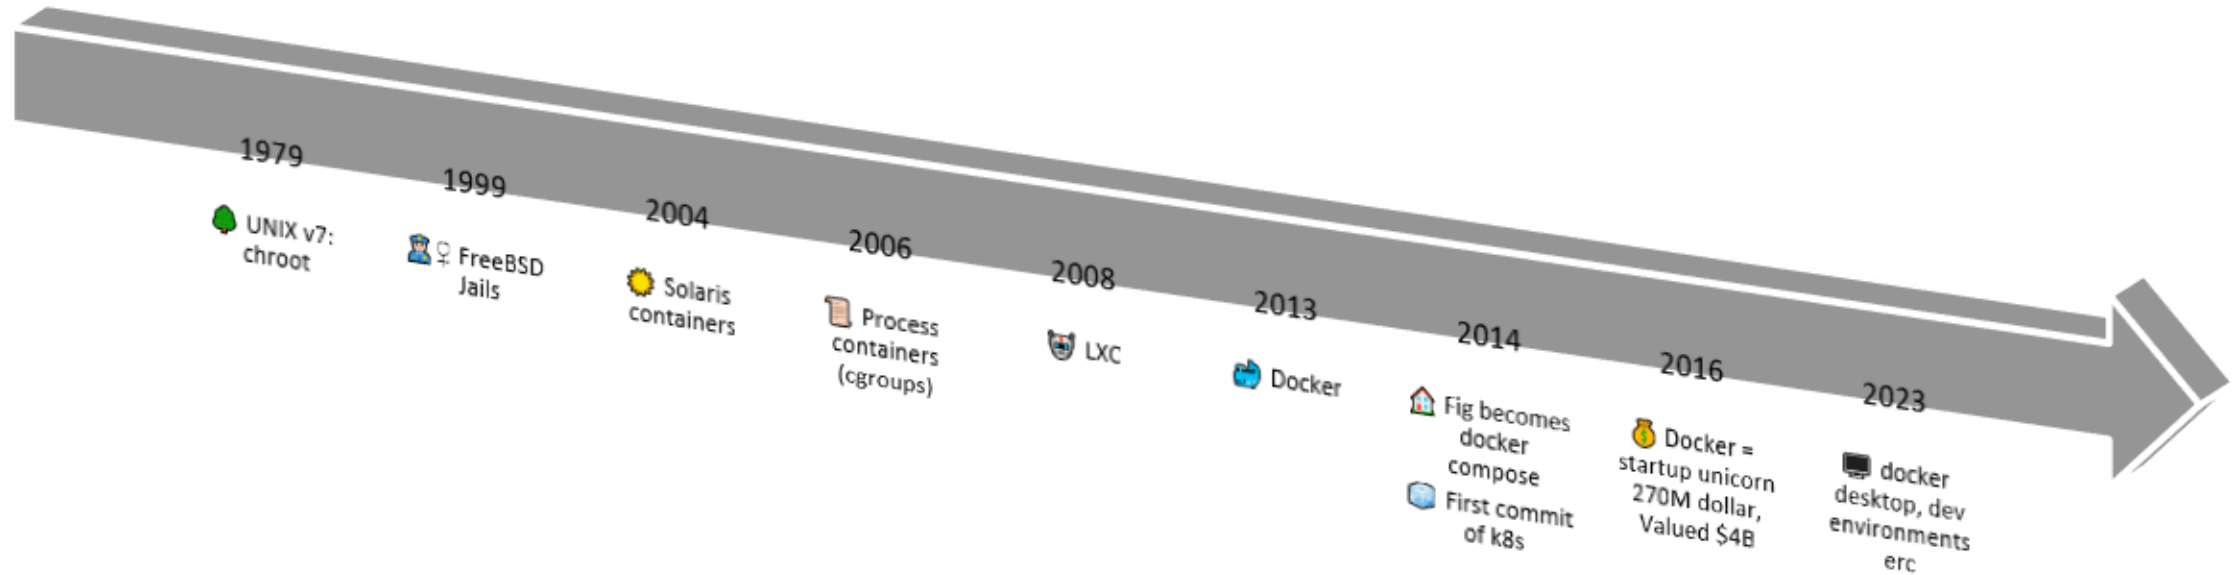 1979
UNIX v7:
chroot
1999
FreeBSD
Jails
2004
Solaris
containers
2006
Process
containers
(cgroups)
2008
LXC
2013
Docker
2014
Fig becomes
docker
compose
First commit
of k8s
2016
Docker =
startup unicorn
270M dollar,
Valued $4B
2023
docker
desktop, dev
environments
erc